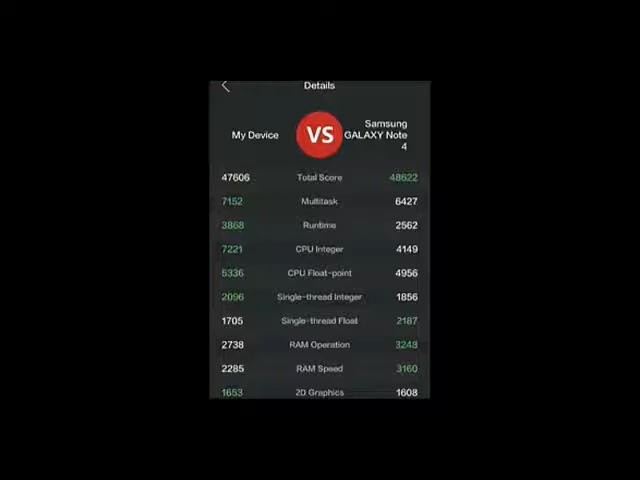 Details
My Device VS Samsung
GALAXY Note
4
47606 Total Score 48622
7152 Multitask 6427
3868 Runtime 2562
7221 CPU Integer 4149
5336 CPU Float-point 4956
2096 Single-thread Integer 1856
1705 Single-thread Float 2187
2738 RAM Operation 3248
2285 RAM Speed 3160
1653 2D Graphics 1608